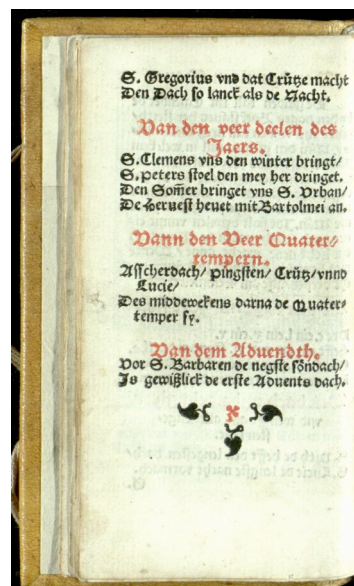 S. Gregorius vnd dat Crütze macht
Den Dach so lanck als de Nacht.
Van den veer deelen des
Jaers.
S. Clemens vns den winter bringt/
S. peters stoel den mey her dringet.
Den Som̃er bringet vns S. Vrban/
De Heruest heuet mit Bartolmei an.
Vann den Veer Quater⸗
tempern.
Asscherdach/ pingsten/ Crütz/ vnnd
Lucie/
Des middewekens darna de Quater⸗
temper sy.
Van dem Aduendth.
Vor S. Barbaren de negste söndach/
Js gewißlick de erste Aduents dach.